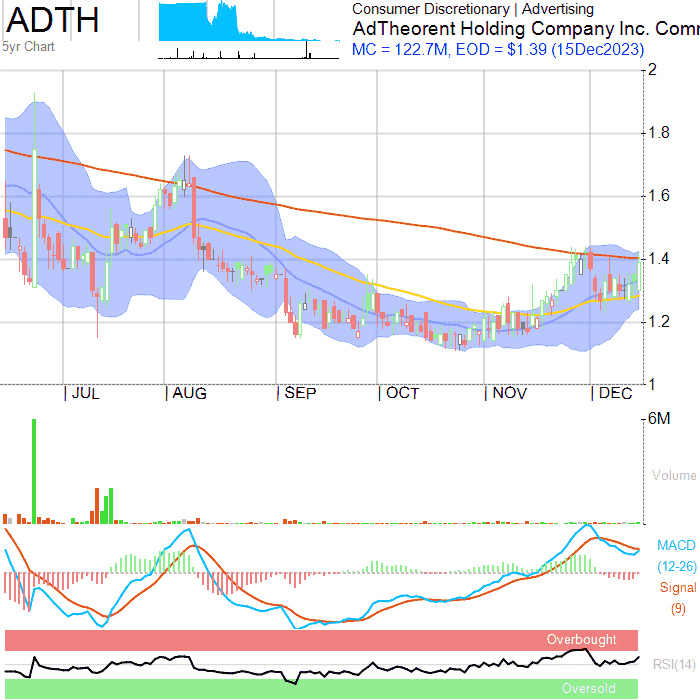 ADTH
5yr Chart
Consumer Discretionary | Advertising
AdTheorent Holding Company Inc. Comm
MC = 122.7M, EOD = $1.39 (15Dec2023)
2
1.8
1.6
1.4
1.2
1
| JUL | AUG | SEP | OCT | NOV | DEC
6M
Volume
MACD
(12-26)
Signal
(9)
Overbought
RSI(14)
Oversold